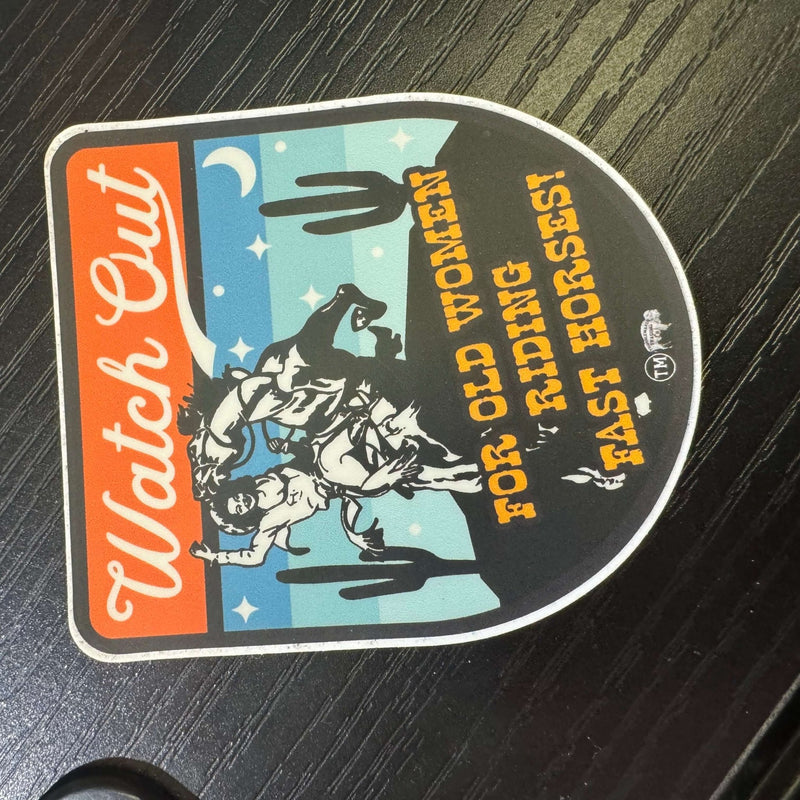 Watch Out
FOR OLD WOMEN
RIDING
FAST HORSES!
TM